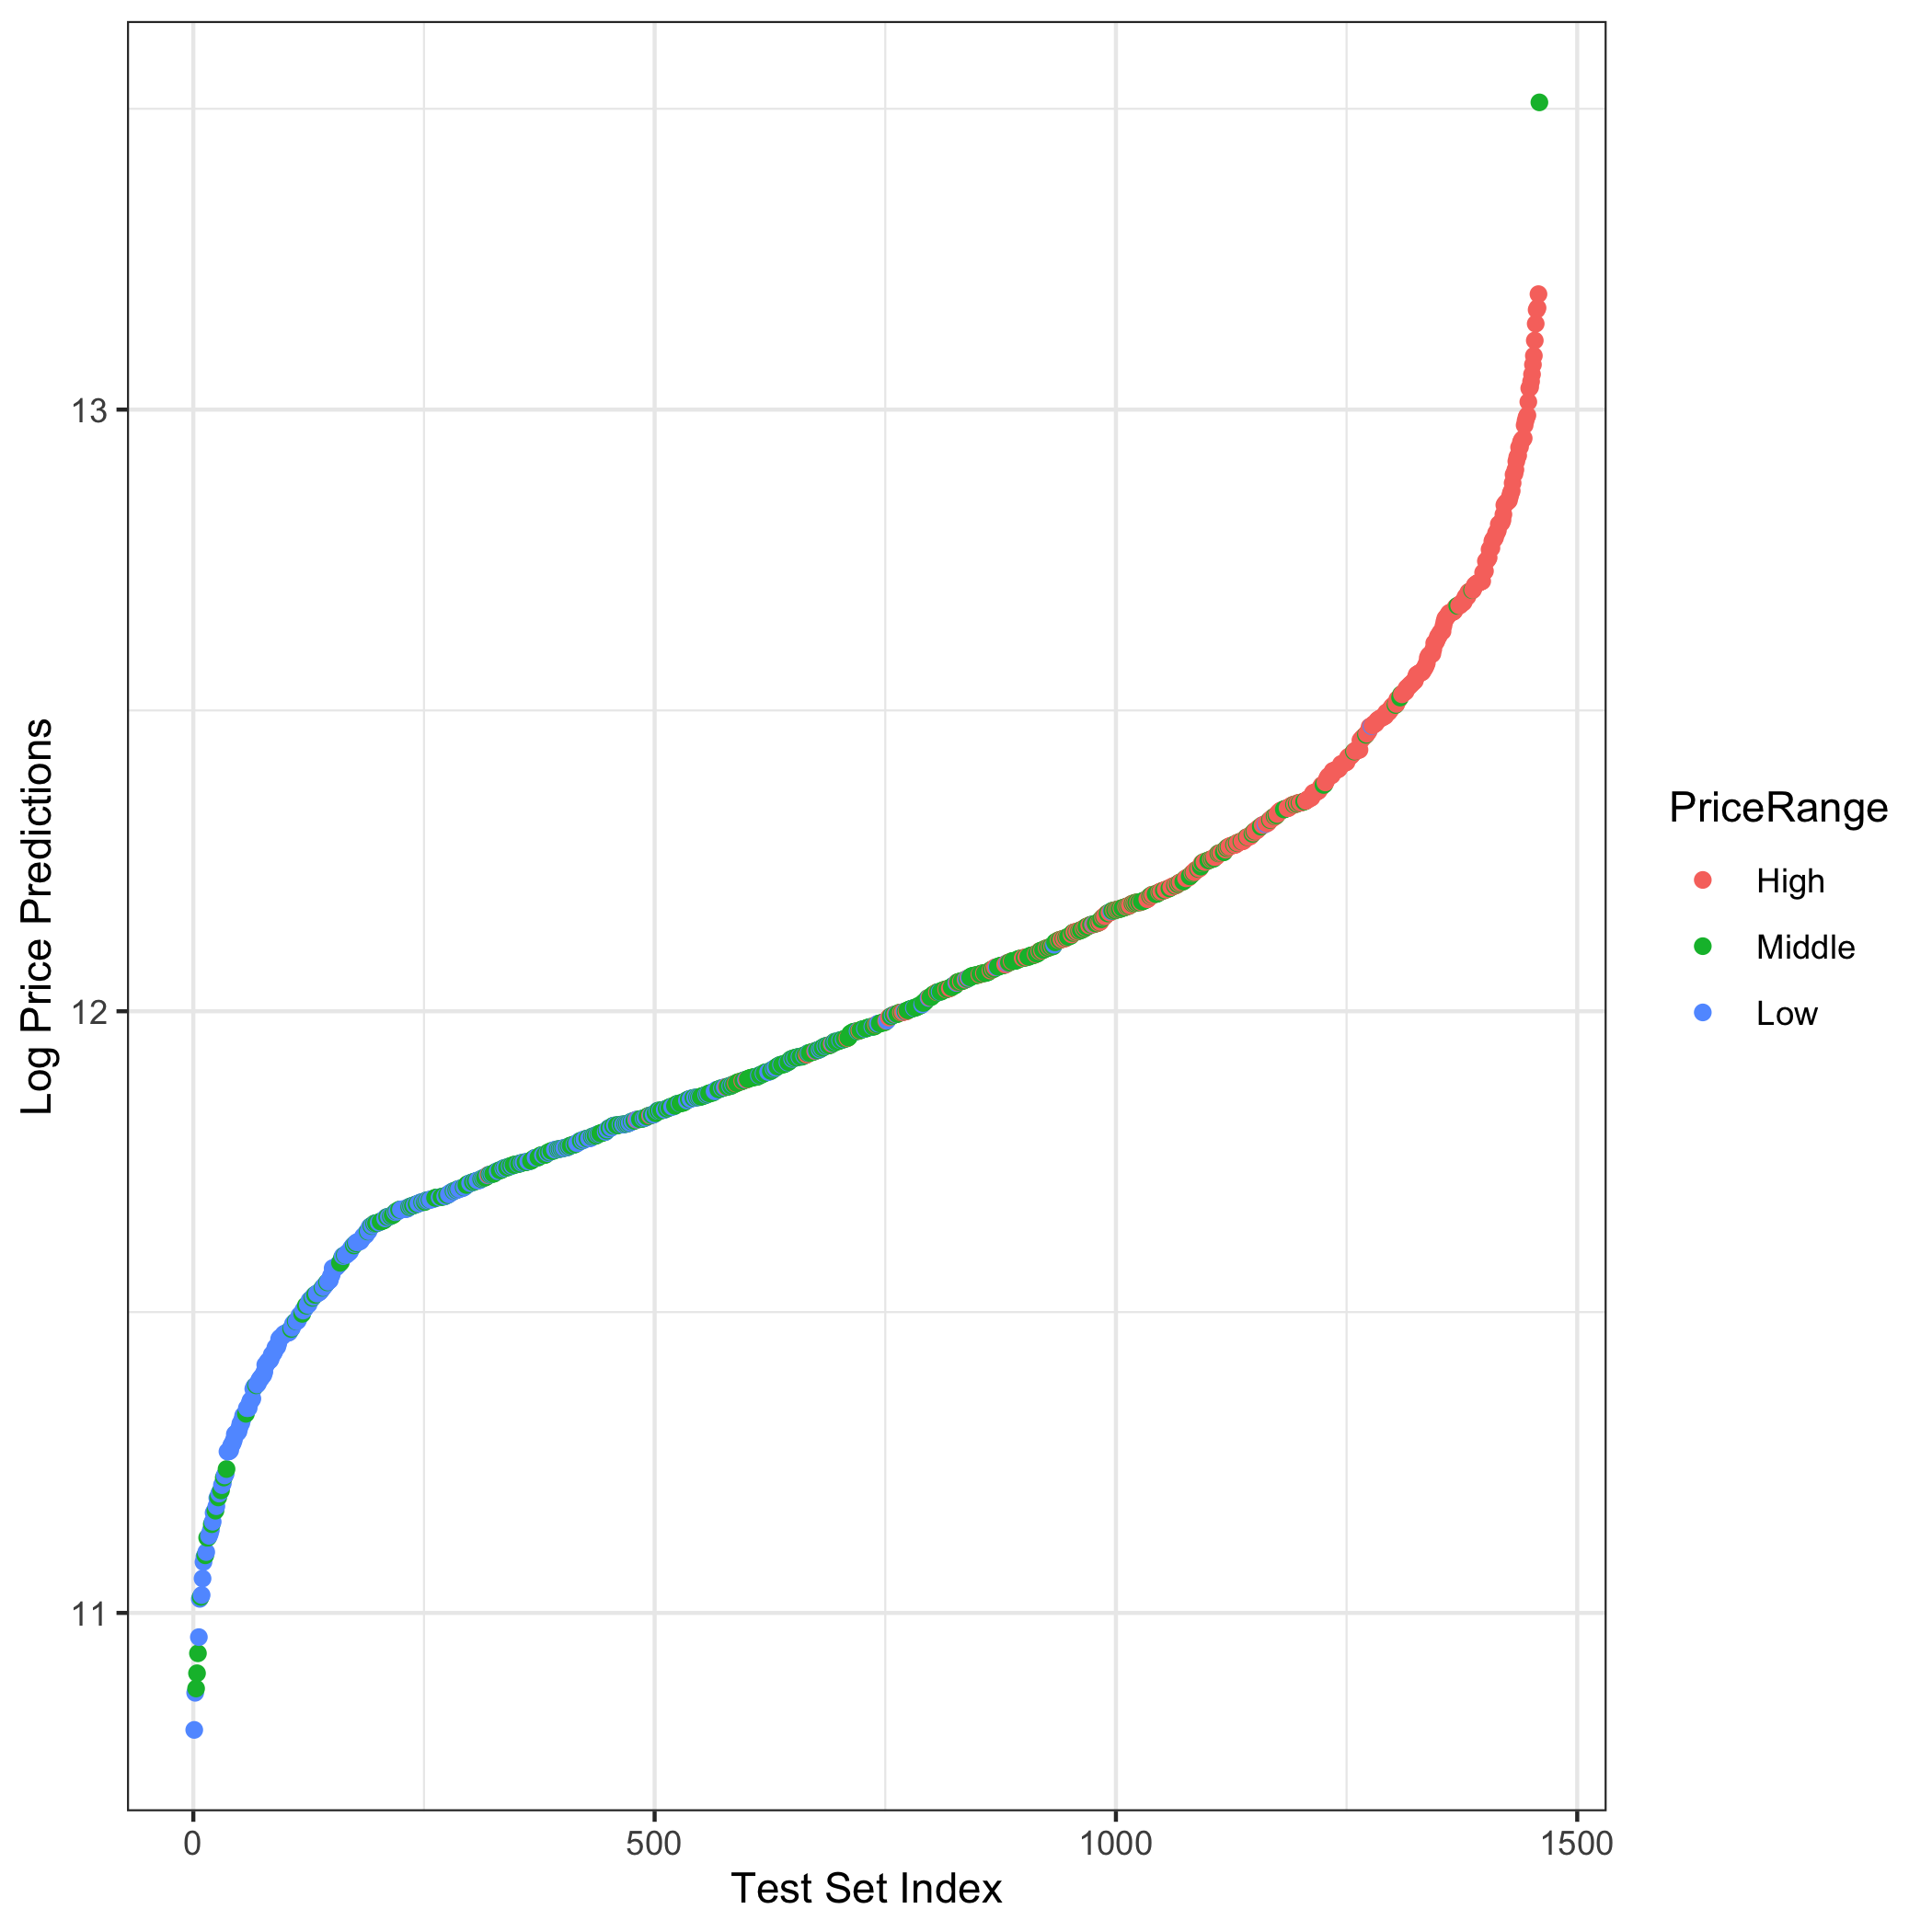 Log Price Predictions
13
12
11
0
500
1000
1500
Test Set Index
PriceRange
High
Middle
Low